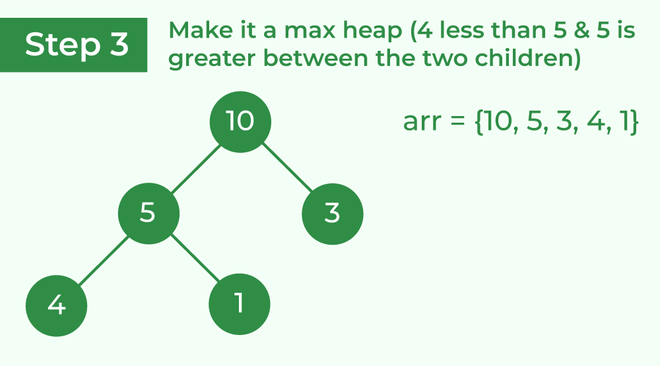 Step 3
Make it a max heap (4 less than 5 & 5 is
greater between the two children)
10
arr = {10, 5, 3, 4, 1}
5
3
4
1